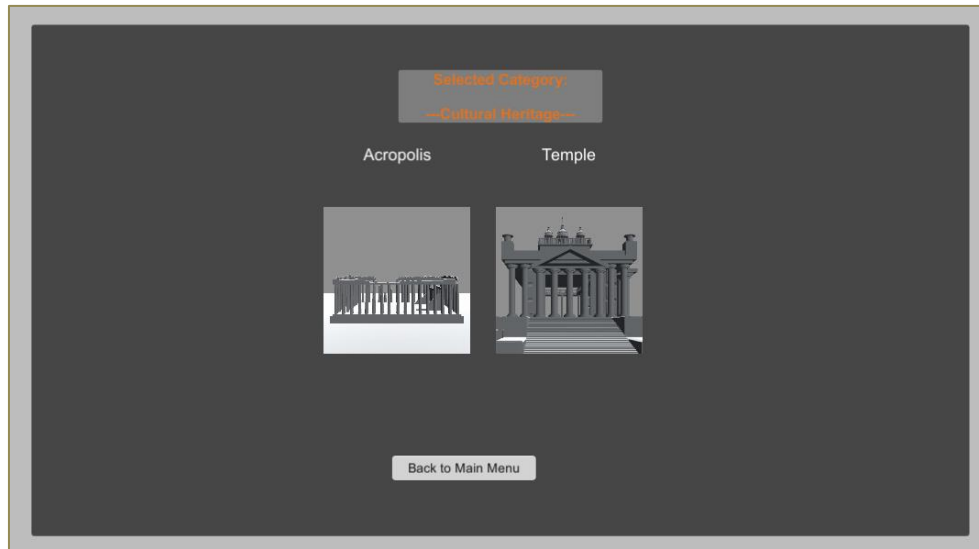 Selected Category:
---Cultural Heritage---
Acropolis
Temple
Back to Main Menu